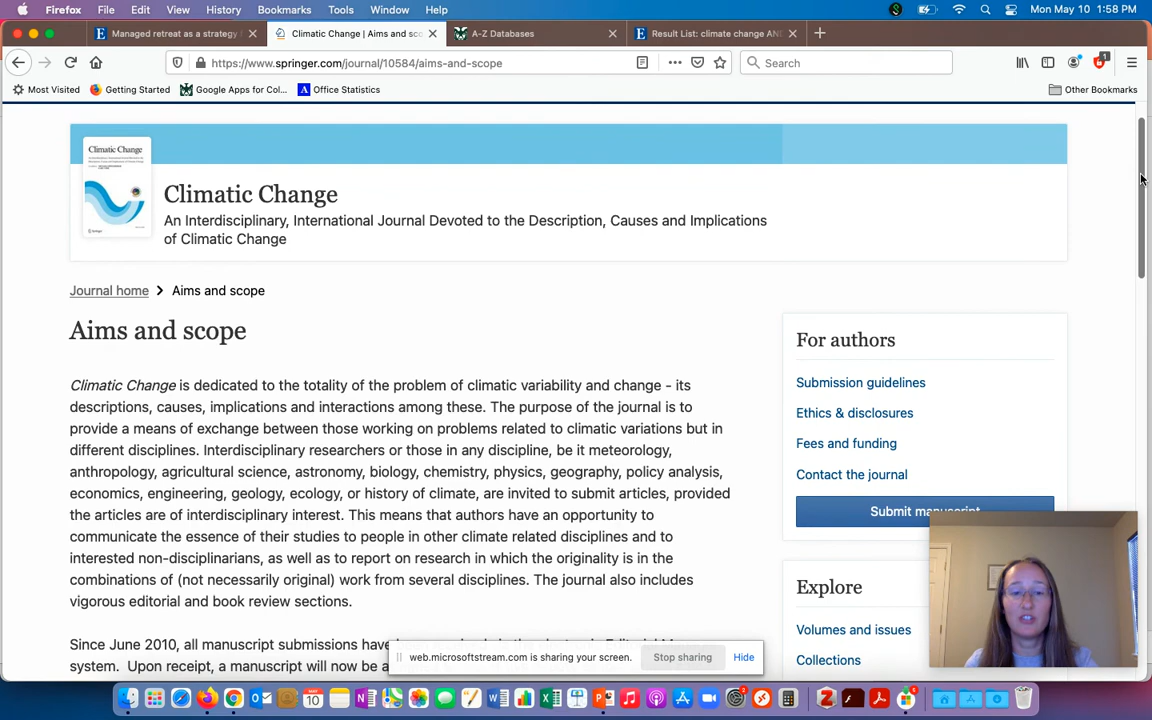 Firefox File Edit View History Bookmarks Tools Window Help Mon May 10 1:58 PM
Managed retreat as a strategy Climatic Change | Aims and sco A-Z Databases Result List: climate change AN
https://www.springer.com/journal/10584/aims-and-scope Search
Most Visited Getting Started Google Apps for Col... Office Statistics Other Bookmarks
Climatic Change
Climatic Change
An Interdisciplinary, International Journal Devoted to the Description, Causes and Implications
of Climatic Change
Journal home > Aims and scope
Aims and scope
Climatic Change is dedicated to the totality of the problem of climatic variability and change - its
descriptions, causes, implications and interactions among these. The purpose of the journal is to
provide a means of exchange between those working on problems related to climatic variations but in
different disciplines. Interdisciplinary researchers or those in any discipline, be it meteorology,
anthropology, agricultural science, astronomy, biology, chemistry, physics, geography, policy analysis,
economics, engineering, geology, ecology, or history of climate, are invited to submit articles, provided
the articles are of interdisciplinary interest. This means that authors have an opportunity to
communicate the essence of their studies to people in other climate related disciplines and to
interested non-disciplinarians, as well as to report on research in which the originality is in the
combinations of (not necessarily original) work from several disciplines. The journal also includes
vigorous editorial and book review sections.
Since June 2010, all manuscript submissions have
system. Upon receipt, a manuscript will now be a
For authors
Submission guidelines
Ethics & disclosures
Fees and funding
Contact the journal
Submit manuscript
Explore
Volumes and issues
Collections
web.microsoftstream.com is sharing your screen. Stop sharing Hide